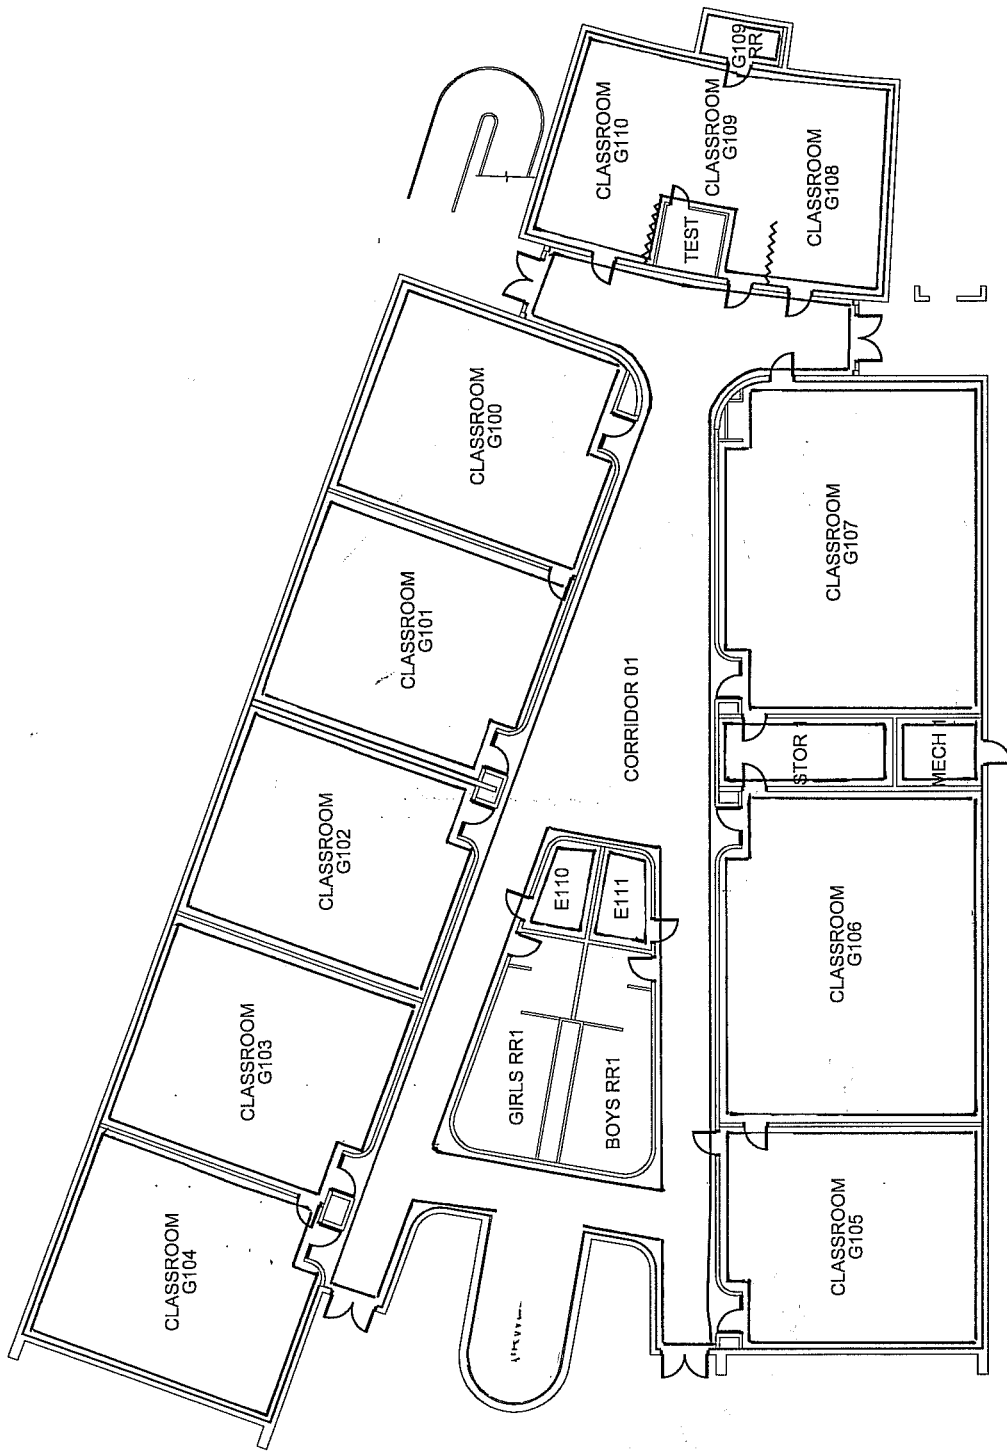 G109
RR
CLASSROOM
G110
CLASSROOM
G109
CLASSROOM
G108
TEST
CLASSROOM
G100
CLASSROOM
G101
CLASSROOM
G102
CLASSROOM
G103
CLASSROOM
G104
CORRIDOR 01
E110
E111
GIRLS RR1
BOYS RR1
CLASSROOM
G107
STOR 1
MECH 1
CLASSROOM
G106
CLASSROOM
G105